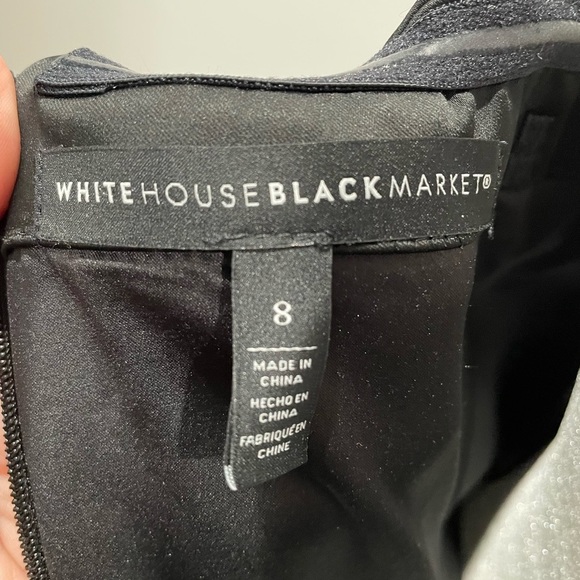 WHITEHOUSEBLACKMARKET®
8
MADE IN
CHINA
HECHO EN
CHINA
FABRIQUÉ EN
CHINE